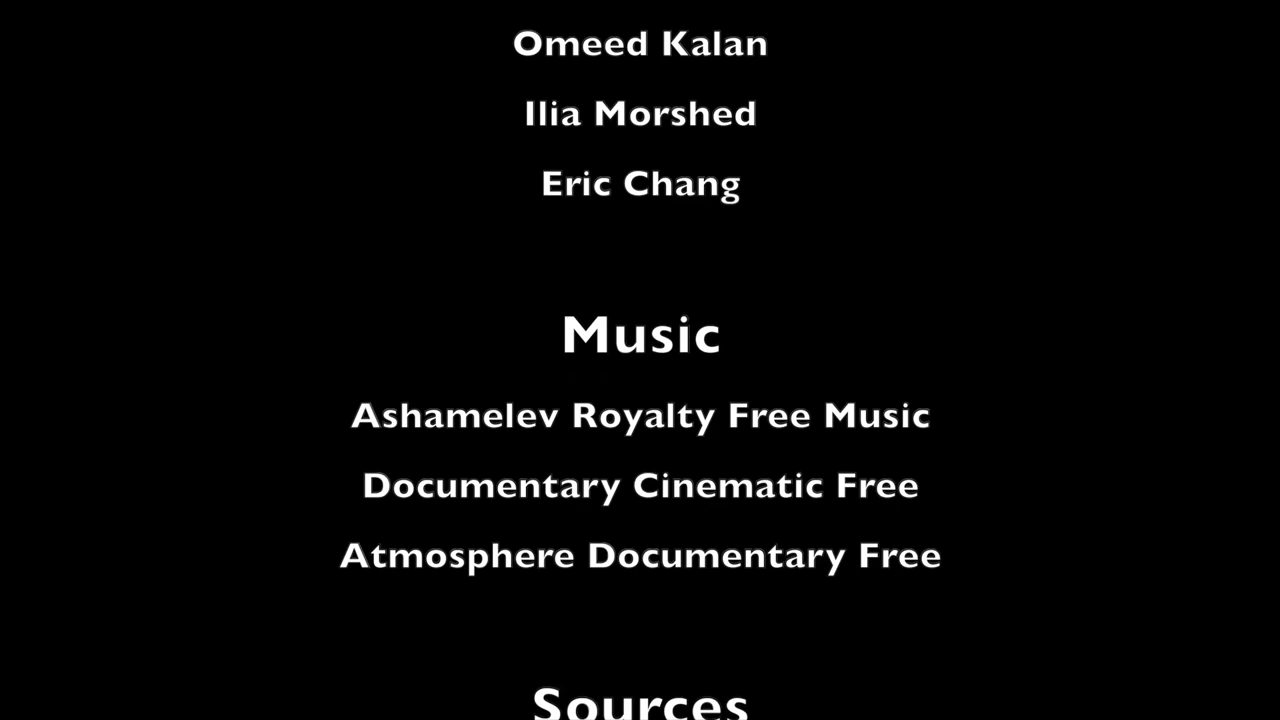 Omeed Kalan
Ilia Morshed
Eric Chang
Music
Ashamelev Royalty Free Music
Documentary Cinematic Free
Atmosphere Documentary Free
Sources